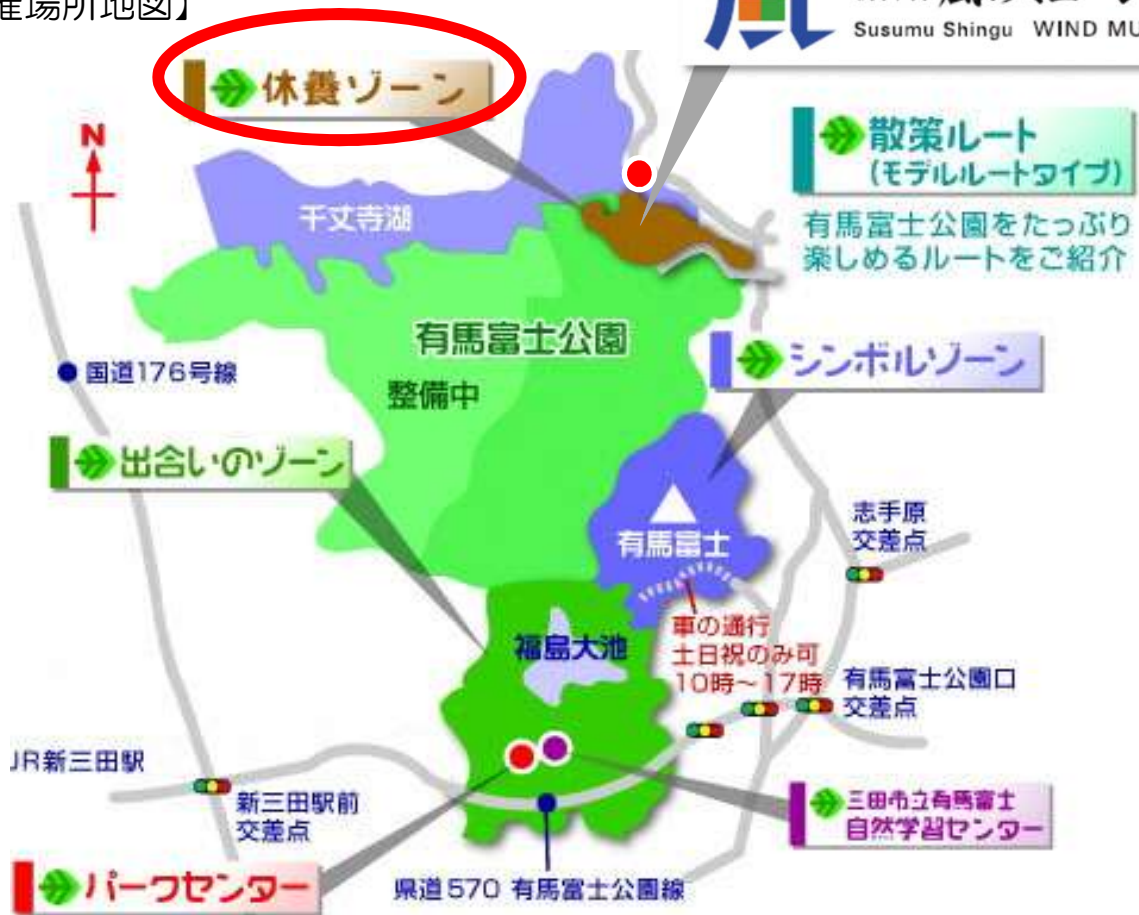 催場所地図】
Susumu Shingu WIND MU
休養ゾーン
N
散策ルート
(モデルルートタイプ)
有馬富士公園をたっぷり
楽しめるルートをご紹介
千丈寺湖
有馬富士公園
整備中
国道176号線
シンボルゾーン
出合いのゾーン
有馬富士
志手原
交差点
車の通行
土日祝のみ可
10時～17時
福島大池
有馬富士公園口
交差点
JR新三田駅
新三田駅前
交差点
三田市立有馬富士
自然学習センター
パークセンター
県道570 有馬富士公園線